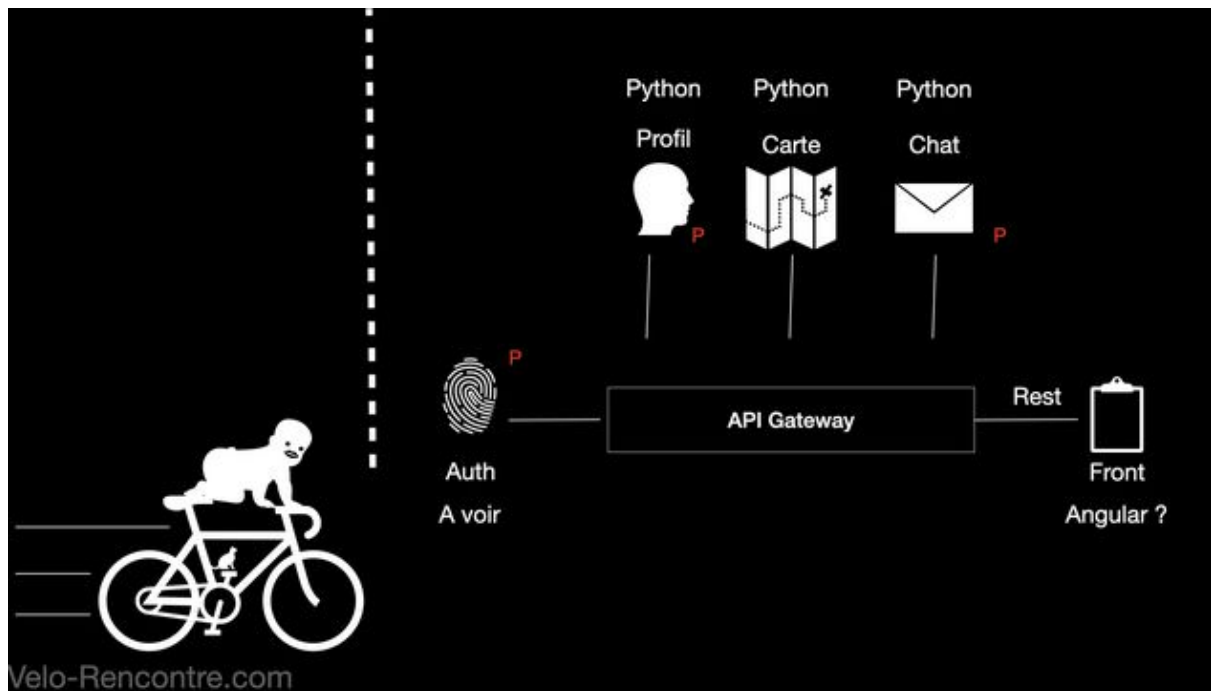 Python Python Python
Profil Carte Chat
P P
P
Auth
A voir
API Gateway
Rest
Front
Angular ?
Velo-Rencontre.com